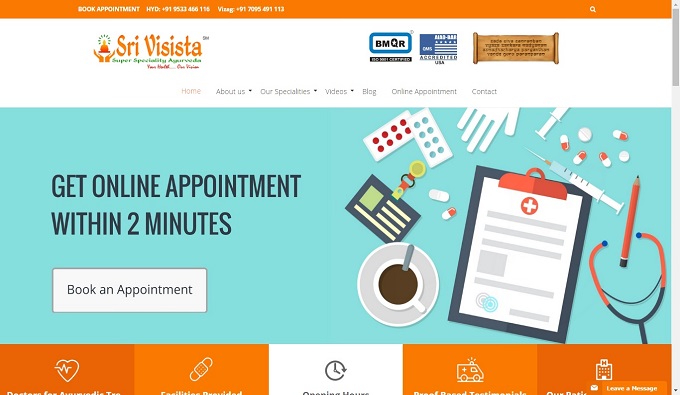 BOOK APPOINTMENT HYD: +91 9533 466 116 Visag: +91 7095 491 113
Sri Visista
Super Speciality Ayurveda
Your Health.... Our Vision
BMQR
ISO 9001 CERTIFIED
AIAO-BAR
QMS
ACCREDITED
USA
Home About us Our Specialities Videos Blog Online Appointment Contact
GET ONLINE APPOINTMENT
WITHIN 2 MINUTES
Book an Appointment
Doctors for Ayurvedic Tre
Facilities Provided
Opening Hours
Proof Based Testimonials
Our Pati
Leave a Message